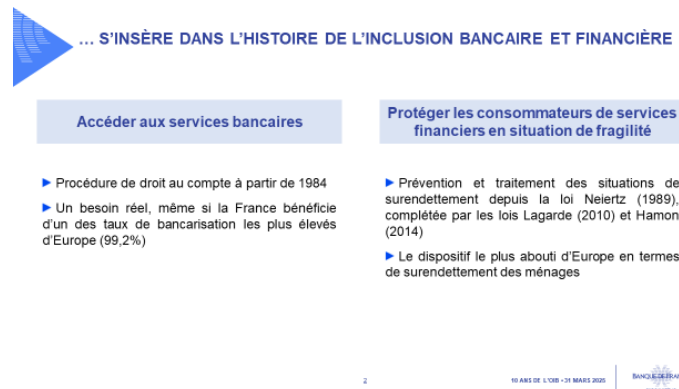 … S'INSÈRE DANS L'HISTOIRE DE L'INCLUSION BANCAIRE ET FINANCIÈRE
Accéder aux services bancaires
► Procédure de droit au compte à partir de 1984
► Un besoin réel, même si la France bénéficie
d'un des taux de bancarisation les plus élevés
d'Europe (99,2%)
Protéger les consommateurs de services
financiers en situation de fragilité
► Prévention et traitement des situations de
surendettement depuis la loi Neiertz (1989),
complétée par les lois Lagarde (2010) et Hamon
(2014)
► Le dispositif le plus abouti d'Europe en termes
de surendettement des ménages
10 ANS DE L'OIB • 31 MARS 2025
BANQUE DE FRAN